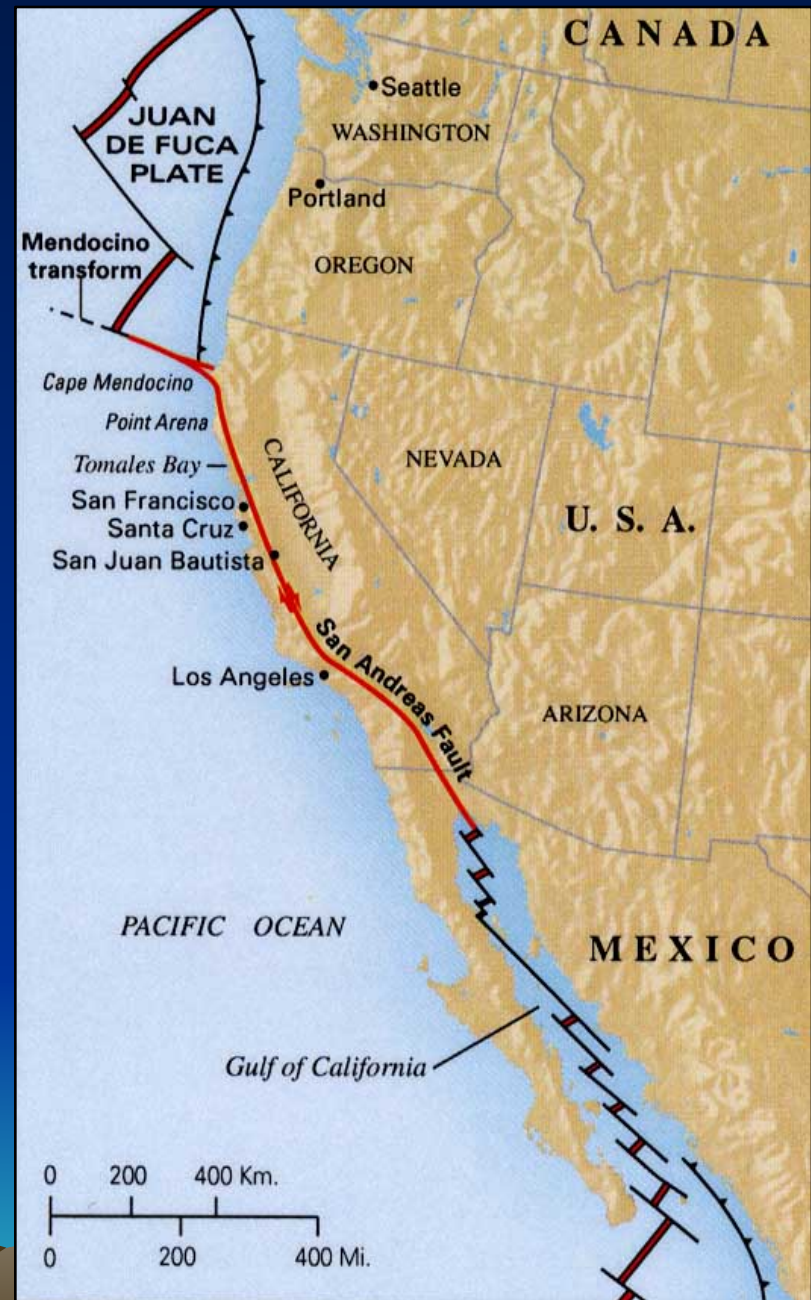 CANADA
Seattle
WASHINGTON
JUAN
DE FUCA
PLATE
Portland
Mendocino
transform
OREGON
Cape Mendocino
Point Arena
Tomales Bay
CALIFORNIA
NEVADA
San Francisco
Santa Cruz
San Juan Bautista
U. S. A.
San Andreas Fault
Los Angeles
ARIZONA
PACIFIC OCEAN
MEXICO
Gulf of California
0 200 400 Km.
0 200 400 Mi.